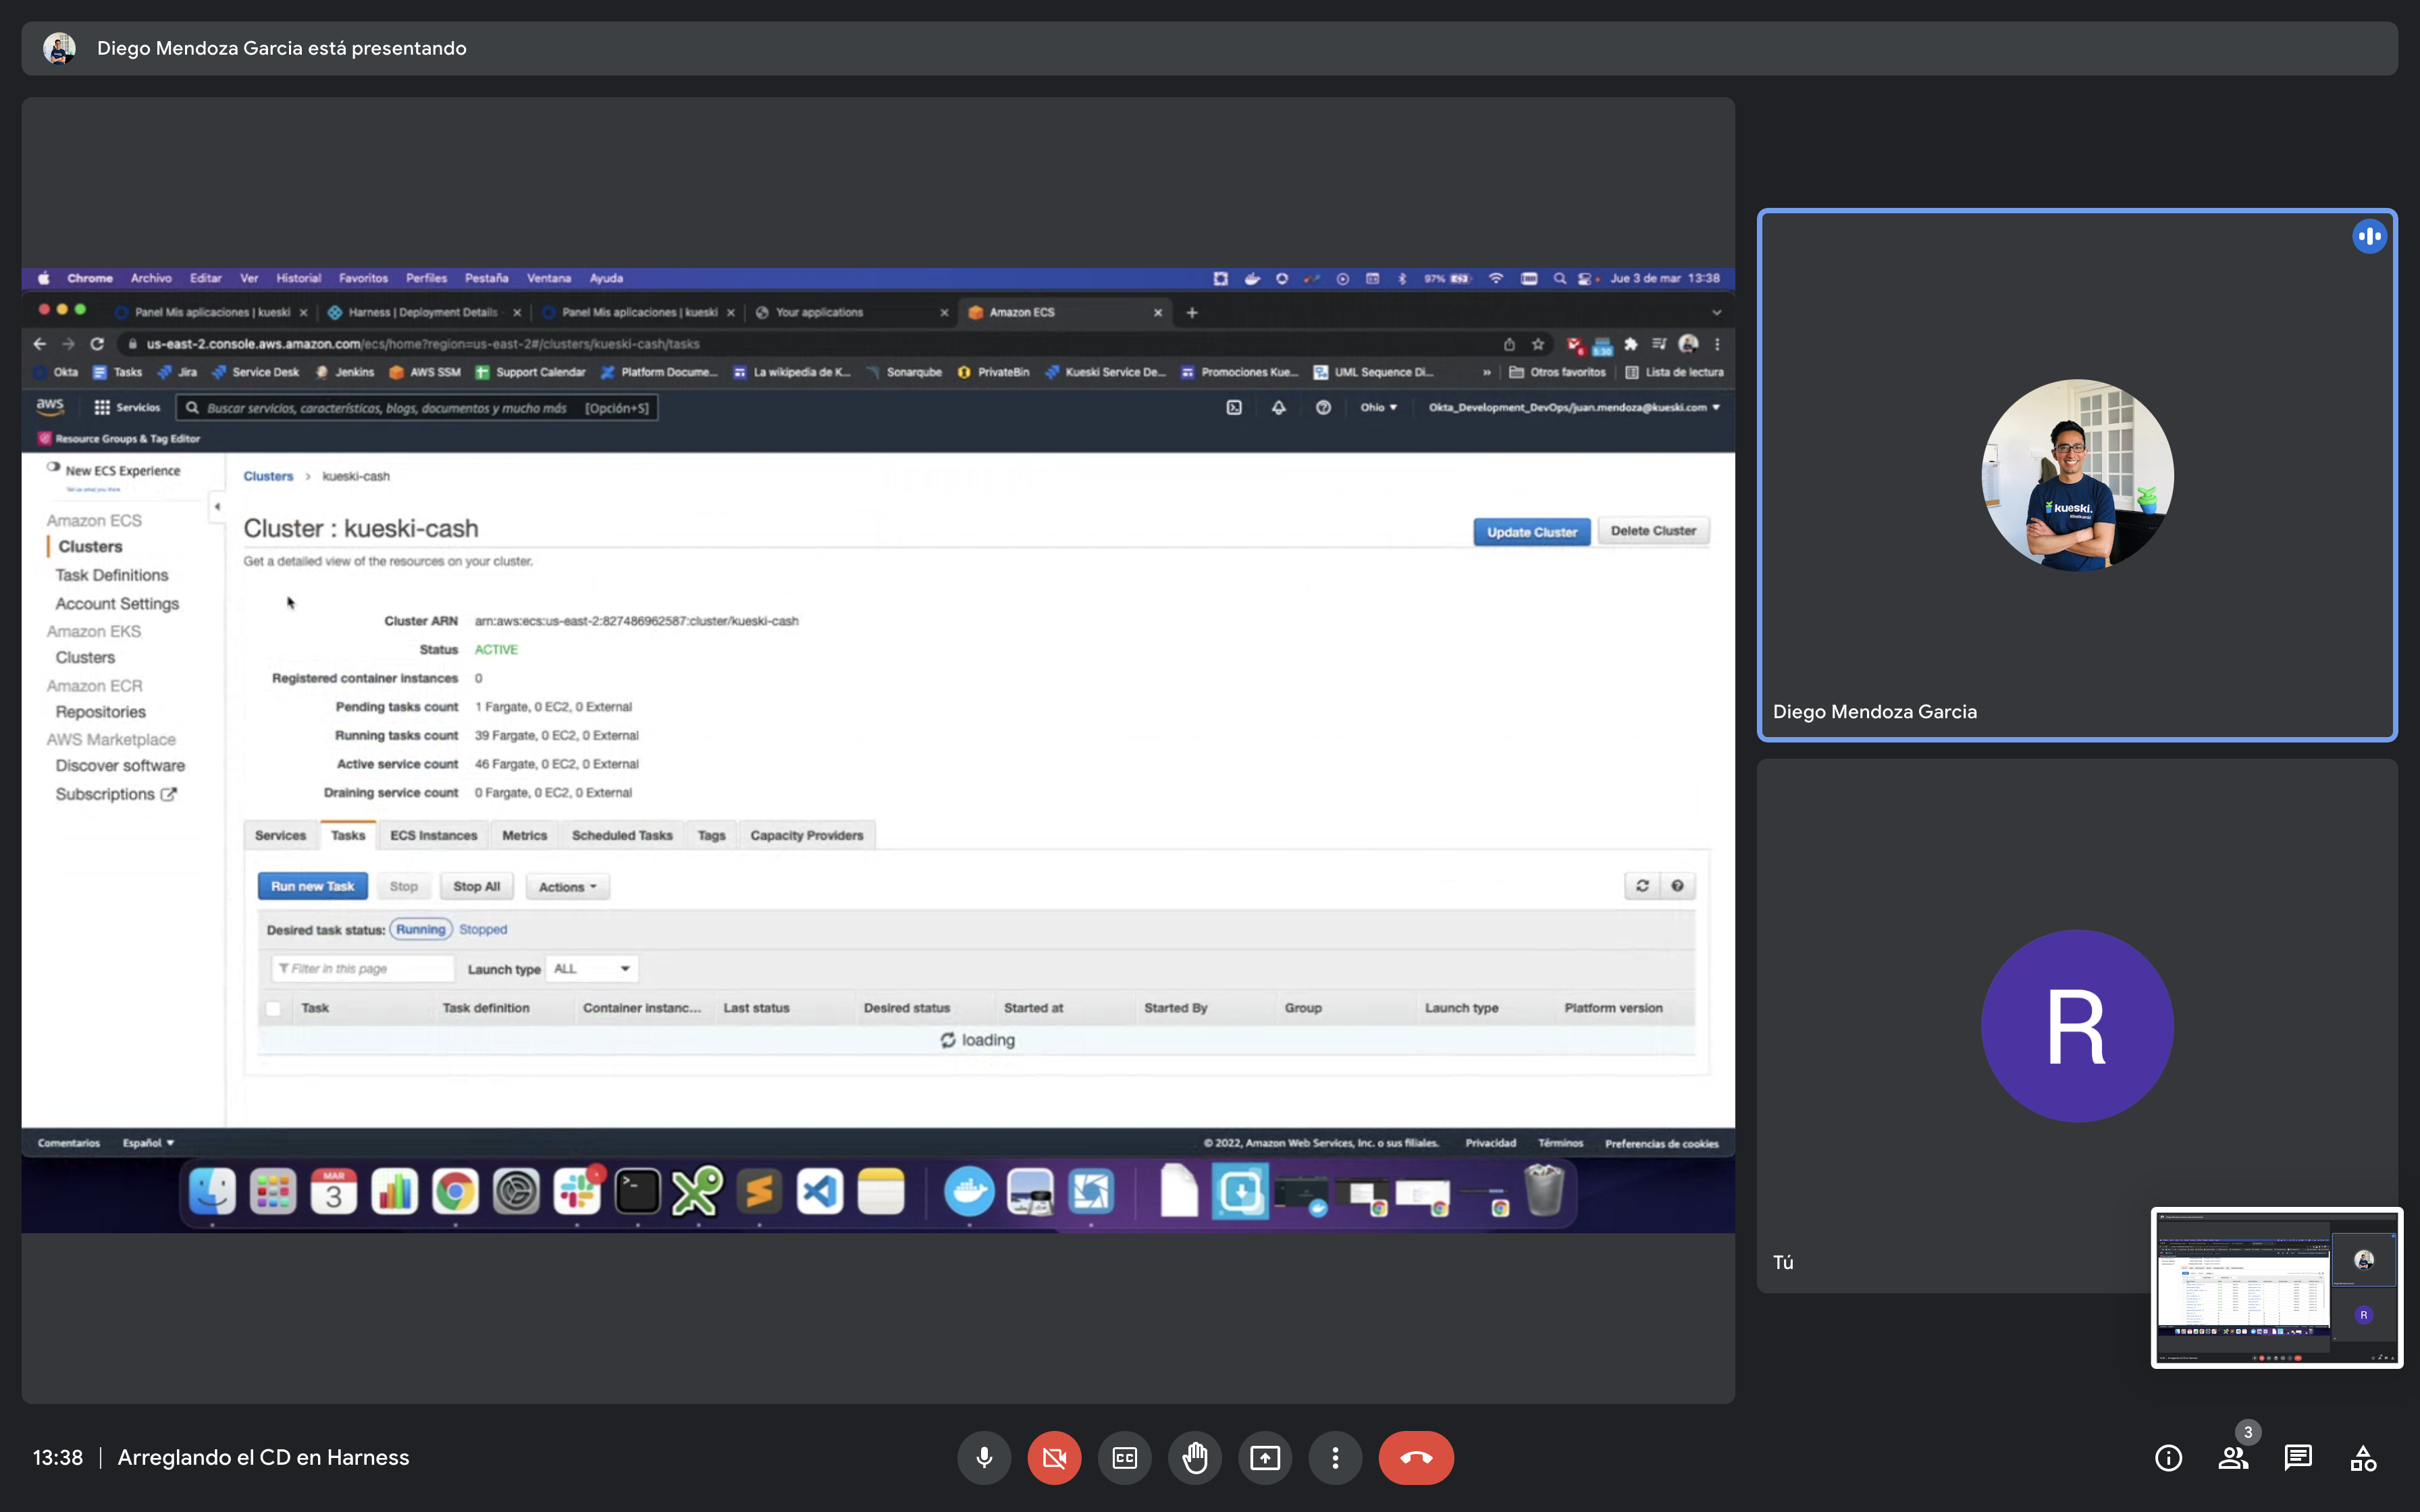 Diego Mendoza Garcia está presentando
Chrome Archivo Editar Ver Historial Favoritos Perfiles Pestaña Ventana Ayuda 97% Jue 3 de mar 13:38
Panel Mis aplicaciones | kueski Harness | Deployment Details Panel Mis aplicaciones | kueski Your applications Amazon ECS
us-east-2.console.aws.amazon.com/ecs/home?region=us-east-2#/clusters/kueski-cash/tasks
Okta Tasks Jira Service Desk Jenkins AWS SSM Support Calendar Platform Docume... La wikipedia de K... Sonarqube PrivateBin Kueski Service De... Promociones Kue... UML Sequence Di... » Otros favoritos Lista de lectura
aws Servicios Buscar servicios, características, blogs, documentos y mucho más [Opción+S] Ohio Okta_Development_DevOps/juan.mendoza@kueski.com
Resource Groups & Tag Editor
New ECS Experience
Tell us what you think
Amazon ECS
Clusters
Task Definitions
Account Settings
Amazon EKS
Clusters
Amazon ECR
Repositories
AWS Marketplace
Discover software
Subscriptions
Clusters > kueski-cash
Cluster : kueski-cash
Update Cluster Delete Cluster
Get a detailed view of the resources on your cluster.
Cluster ARN arn:aws:ecs:us-east-2:827486962587:cluster/kueski-cash
Status ACTIVE
Registered container instances 0
Pending tasks count 1 Fargate, 0 EC2, 0 External
Running tasks count 39 Fargate, 0 EC2, 0 External
Active service count 46 Fargate, 0 EC2, 0 External
Draining service count 0 Fargate, 0 EC2, 0 External
Services Tasks ECS Instances Metrics Scheduled Tasks Tags Capacity Providers
Run new Task Stop Stop All Actions
Desired task status: Running Stopped
Filter in this page Launch type ALL
Task Task definition Container instanc... Last status Desired status Started at Started By Group Launch type Platform version
loading
Comentarios Español © 2022, Amazon Web Services, Inc. o sus filiales. Privacidad Términos Preferencias de cookies
MAR
3
kueski.
Diego Mendoza Garcia
R
Tú
R
13:38 | Arreglando el CD en Harness
CC
3